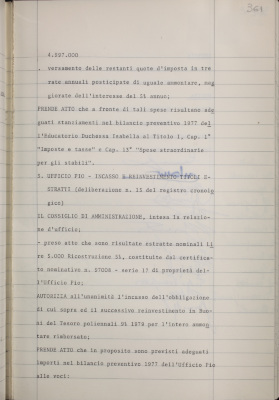 361
4.897.000
. versamento delle restanti quote d'imposta in tre
rate annuali posticipate di uguale ammontare, mag
giorate dell'interesse del 5% annuo;
PRENDE ATTO che a fronte di tali spese risultano ade
guati stanziamenti nel bilancio preventivo 1977 del
l'Educatorio Duchessa Isabella al Titolo I, Cap. 1°
"Imposte e tasse" e Cap. 13° "Spese straordinarie
per gli stabili".
3. UFFICIO PIO - INCASSO E REINVESTIMENTO TITOLI E-
STRATTI (deliberazione n. 11 del registro cronolo
gico)
IL CONSIGLIO DI AMMINISTRAZIONE, intesa la relazio-
ne d'ufficio;
- preso atto che sono risultate estratte nominali li
re 5.000 Ricostruzione 5%, costituite dal certifica-
to nominativo n. 57008 - serie 17 di proprietà del-
l'Ufficio Pio;
AUTORIZZA all'unanimità l'incasso dell'obbligazione
di cui sopra ed il successivo reinvestimento in Buo-
ni del Tesoro poliennali 5% 1979 per l'intero ammon
tare rimborsato;
PRENDE ATTO che in proposito sono previsti adeguati
importi nel bilancio preventivo 1977 dell'Ufficio Pio
alle voci: